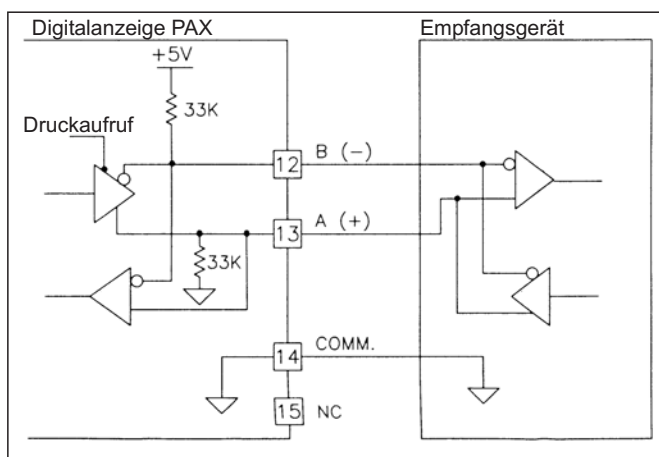 Digitalanzeige PAX
Empfangsgerät
+5V
33K
Druckaufruf
12 B (-)
13 A (+)
33K
14 COMM.
15 NC